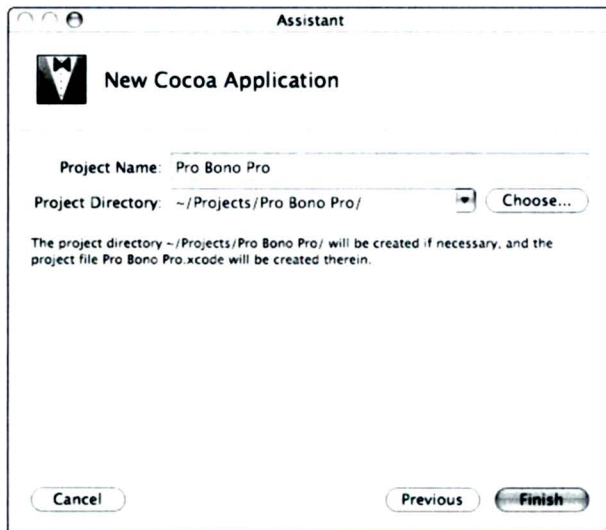 Assistant
New Cocoa Application
Project Name: Pro Bono Pro
Project Directory: ~/Projects/Pro Bono Pro/ Choose...
The project directory ~/Projects/Pro Bono Pro/ will be created if necessary, and the
project file Pro Bono Pro.xcode will be created therein.
Cancel Previous Finish